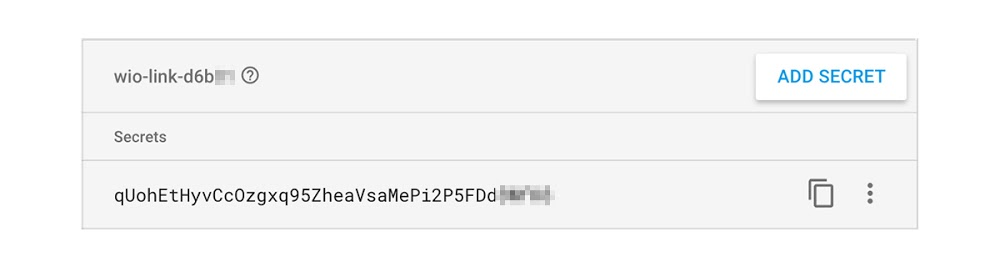 wio-link-d6b
ADD SECRET
Secrets
qUohEtHyvCcOzgxq95ZheaVsaMePi2P5FDd